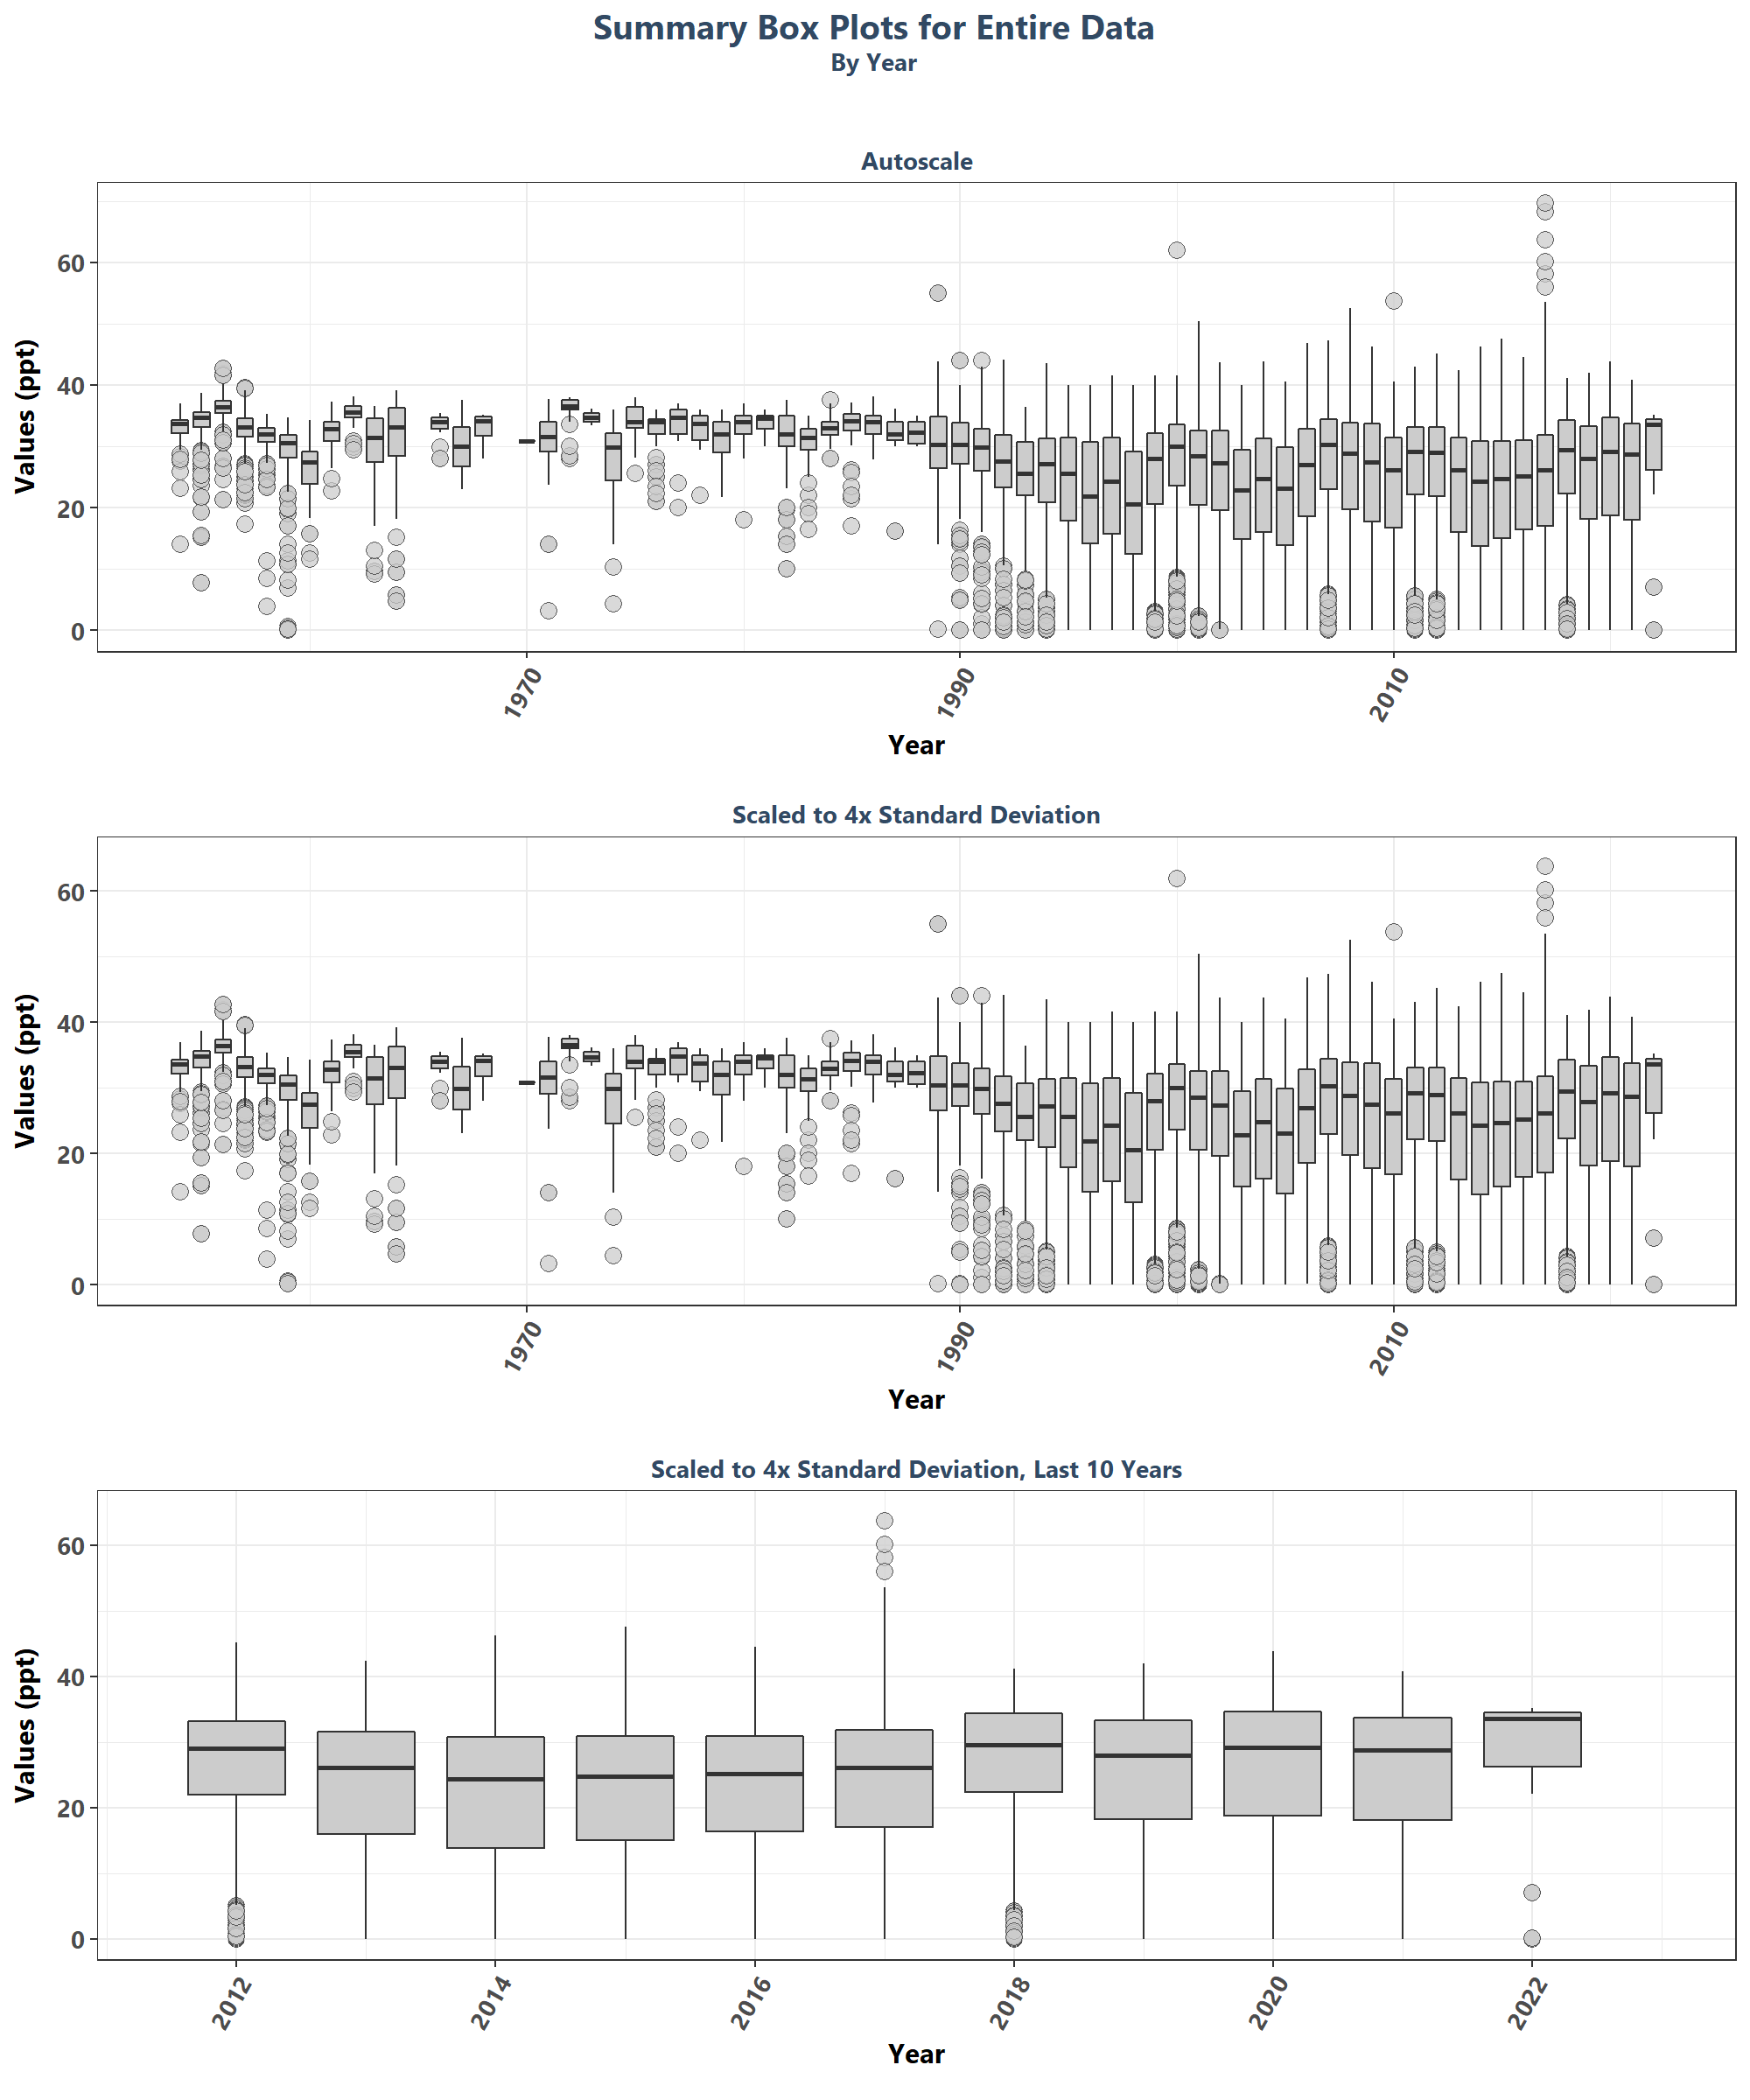 Summary Box Plots for Entire Data
By Year
Autoscale
Values (ppt)
60
40
20
0
1970
1990
2010
Year
Scaled to 4x Standard Deviation
Values (ppt)
60
40
20
0
1970
1990
2010
Year
Scaled to 4x Standard Deviation, Last 10 Years
Values (ppt)
60
40
20
0
2012
2014
2016
2018
2020
2022
Year